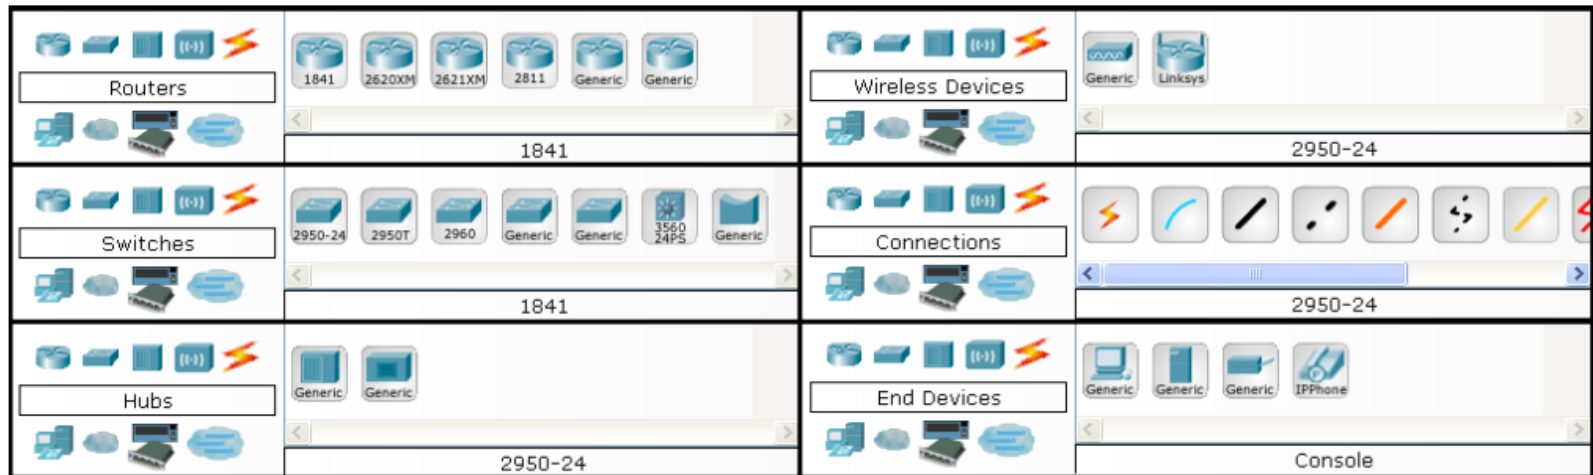 Routers
1841 2620XM 2621XM 2811 Generic Generic
1841
Wireless Devices
Generic Linksys
2950-24
Switches
2950-24 2950T 2960 Generic Generic 3560 24PS Generic
1841
Connections
2950-24
Hubs
Generic Generic
2950-24
End Devices
Generic Generic Generic IPPhone
Console